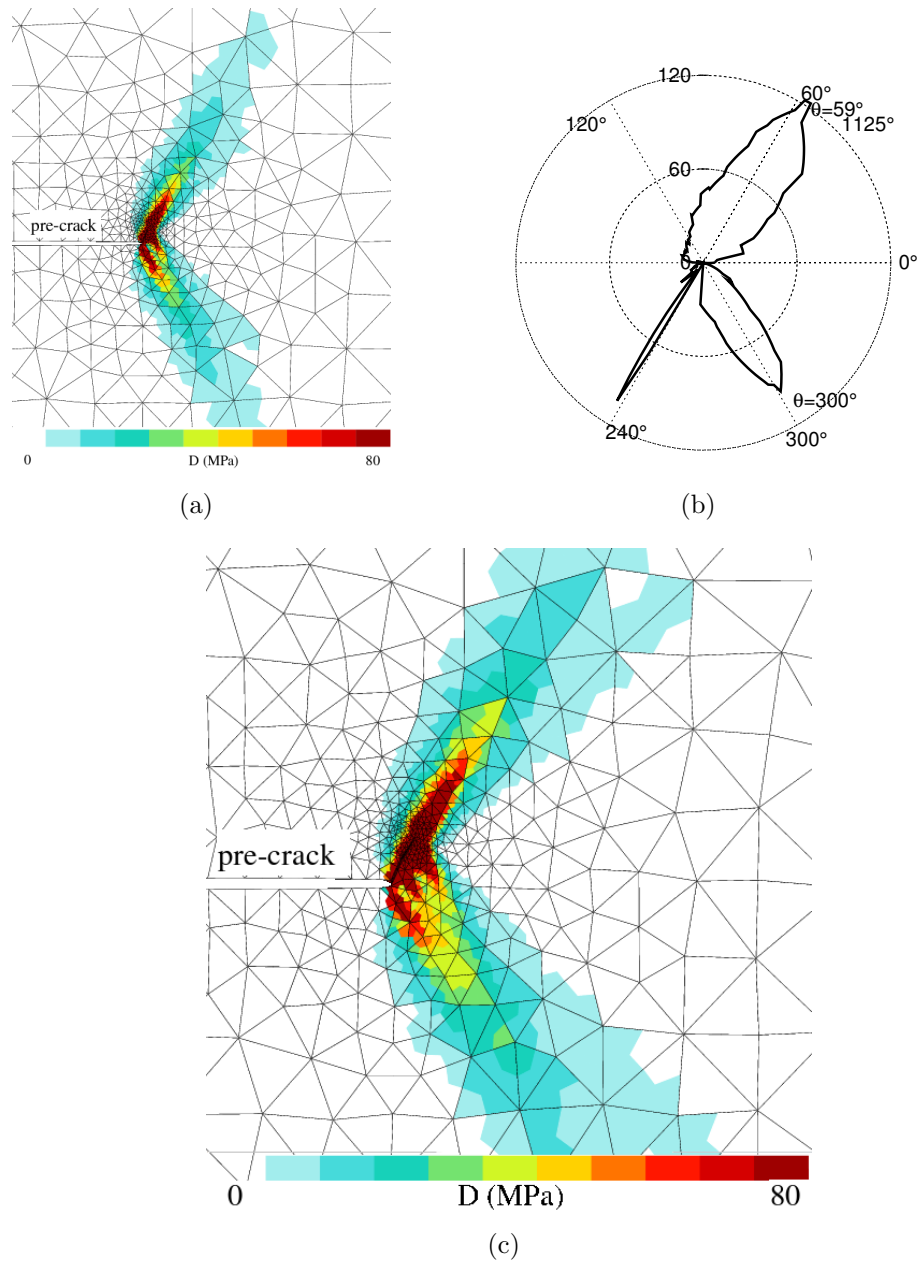 pre-crack
0 D (MPa) 80
(a)
120
60°
θ=59°
120°
1125°
60
0
0°
θ=300°
240°
300°
(b)
pre-crack
0 D (MPa) 80
(c)